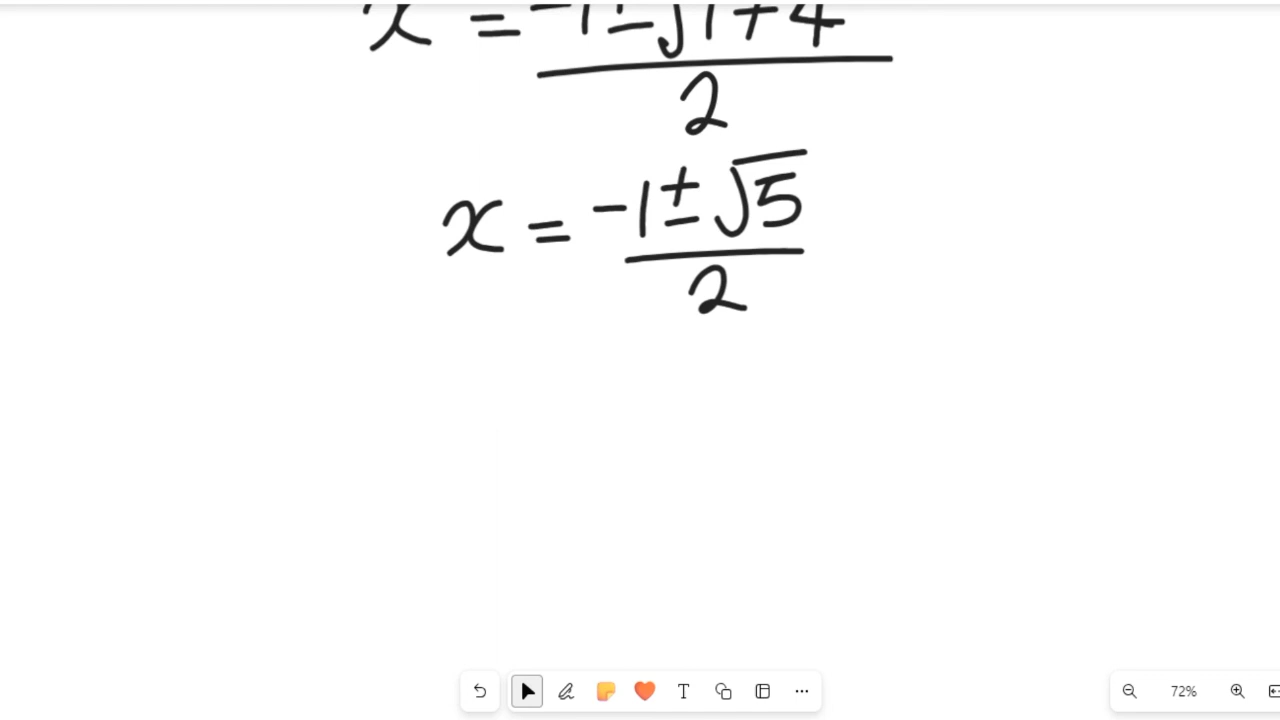 x = -1 ± √1 + 4
2
x = -1 ± √5
2
T
72%